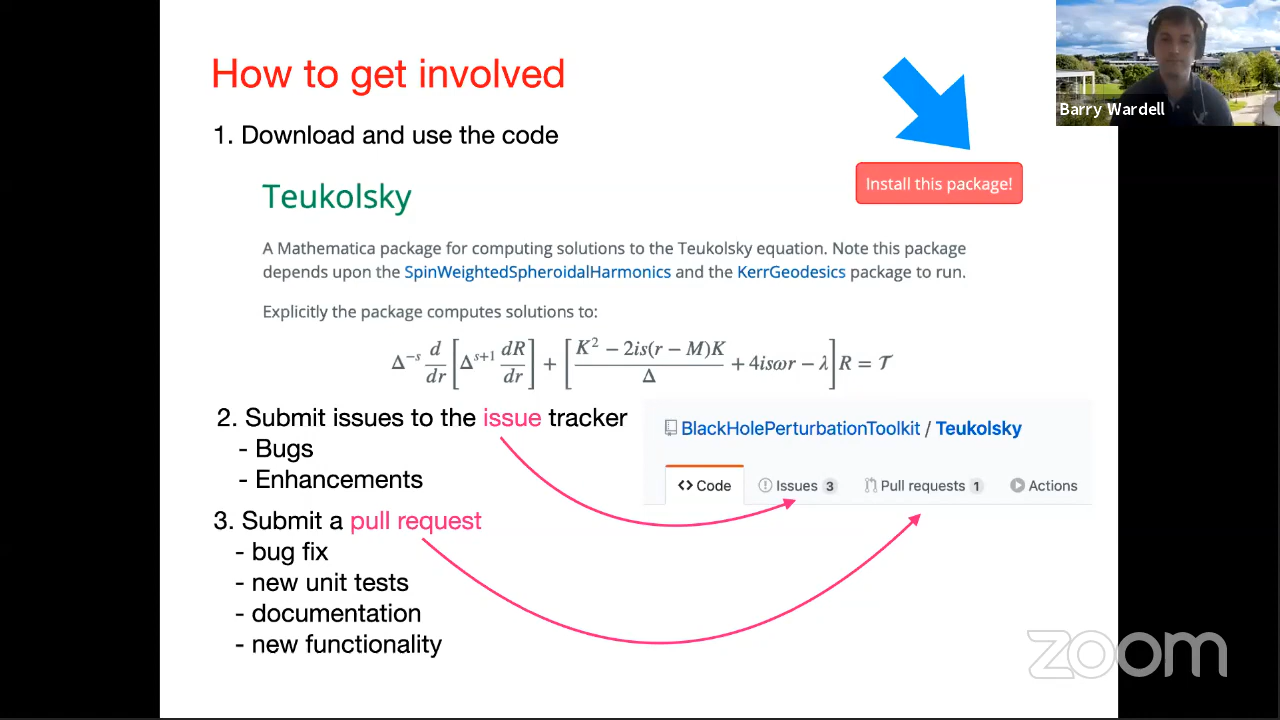 How to get involved
Barry Wardell
1. Download and use the code
Install this package!
Teukolsky
A Mathematica package for computing solutions to the Teukolsky equation. Note this package
depends upon the SpinWeightedSpheroidalHarmonics and the KerrGeodesics package to run.
Explicitly the package computes solutions to:
Δ^{-s} d/dr [Δ^{s+1} dR/dr] + [(K² − 2is(r − M)K)/Δ + 4isωr − λ] R = 𝒯
2. Submit issues to the issue tracker
- Bugs
- Enhancements
BlackHolePerturbationToolkit / Teukolsky
<> Code Issues 3 Pull requests 1 Actions
3. Submit a pull request
- bug fix
- new unit tests
- documentation
- new functionality
zoom